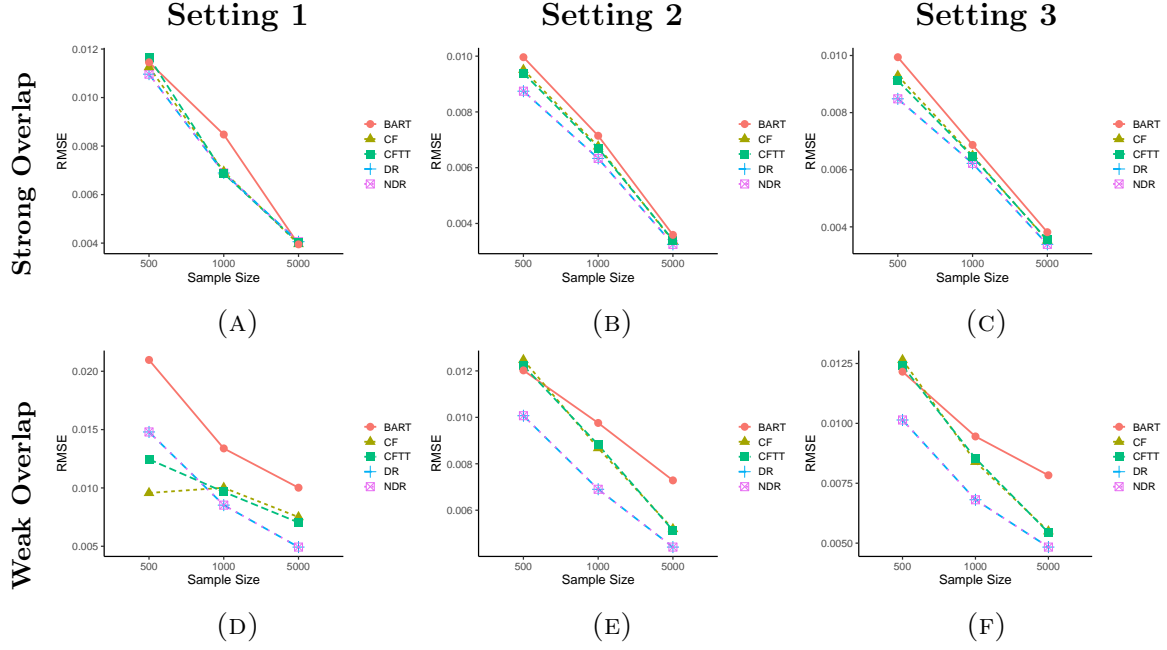 Setting 1
Setting 2
Setting 3
Strong Overlap
0.012
0.010
0.008
0.006
0.004
RMSE
500
1000
5000
Sample Size
BART
CF
CFTT
DR
NDR
(A)
0.010
0.008
0.006
0.004
RMSE
500
1000
5000
Sample Size
BART
CF
CFTT
DR
NDR
(B)
0.010
0.008
0.006
0.004
RMSE
500
1000
5000
Sample Size
BART
CF
CFTT
DR
NDR
(C)
Weak Overlap
0.020
0.015
0.010
0.005
RMSE
500
1000
5000
Sample Size
BART
CF
CFTT
DR
NDR
(D)
0.012
0.010
0.008
0.006
RMSE
500
1000
5000
Sample Size
BART
CF
CFTT
DR
NDR
(E)
0.0125
0.0100
0.0075
0.0050
RMSE
500
1000
5000
Sample Size
BART
CF
CFTT
DR
NDR
(F)